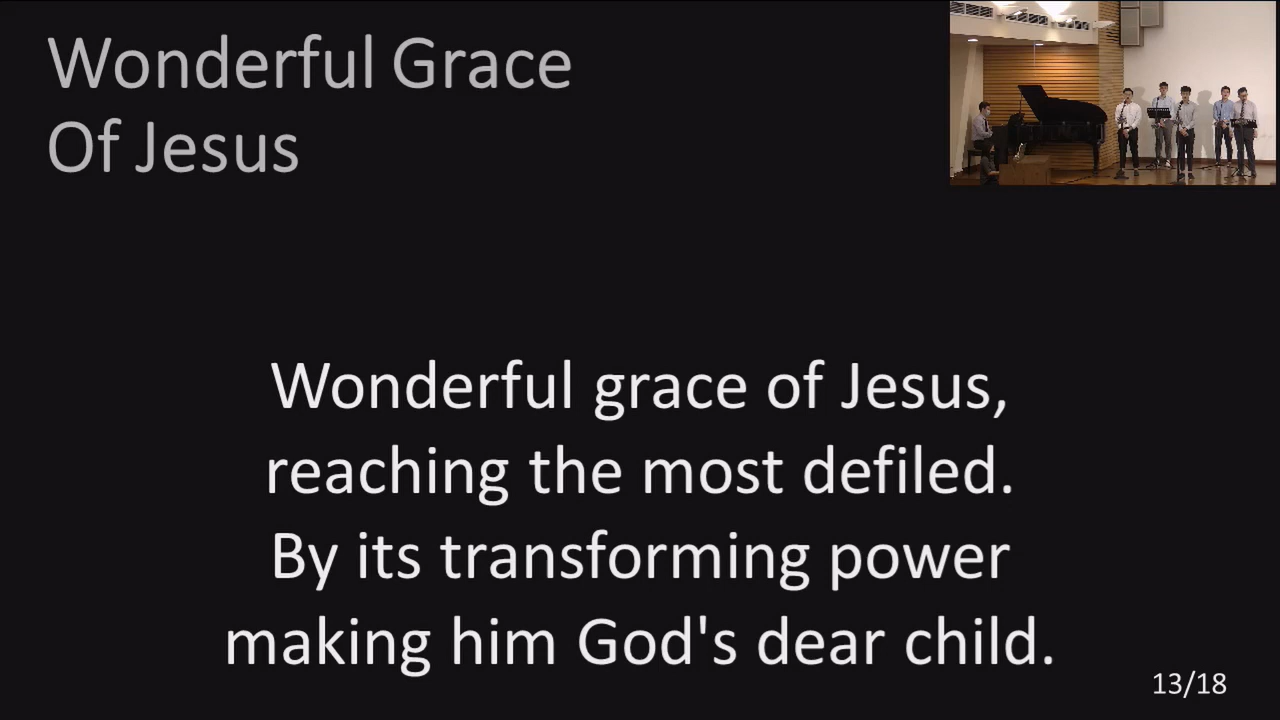 Wonderful Grace
Of Jesus
Wonderful grace of Jesus,
reaching the most defiled.
By its transforming power
making him God's dear child.
13/18